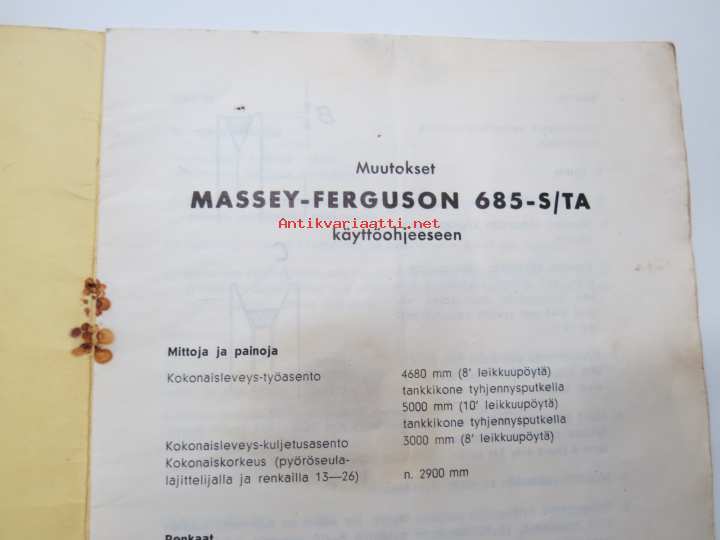 Muutokset
MASSEY-FERGUSON 685-S/TA
Antikvariaatti.net
käyttöohjeeseen
Mittoja ja painoja
Kokonaisleveys-työasento 4680 mm (8' leikkuupöytä)
tankkikone tyhjennysputkella
5000 mm (10' leikkuupöytä)
tankkikone tyhjennysputkella
Kokonaisleveys-kuljetusasento 3000 mm (8' leikkuupöytä)
Kokonaiskorkeus (pyöröseula-
lajittelijalla ja renkailla 13—26) n. 2900 mm
Renkaat